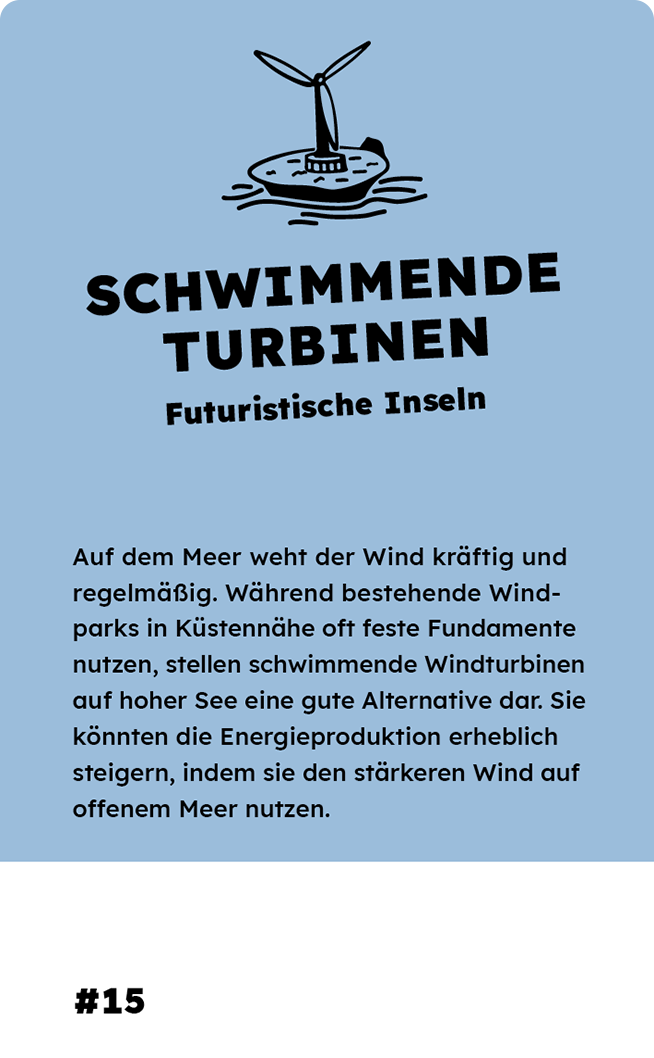 SCHWIMMENDE
TURBINEN
Futuristische Inseln
Auf dem Meer weht der Wind kräftig und
regelmäßig. Während bestehende Wind-
parks in Küstennähe oft feste Fundamente
nutzen, stellen schwimmende Windturbinen
auf hoher See eine gute Alternative dar. Sie
könnten die Energieproduktion erheblich
steigern, indem sie den stärkeren Wind auf
offenem Meer nutzen.
#15